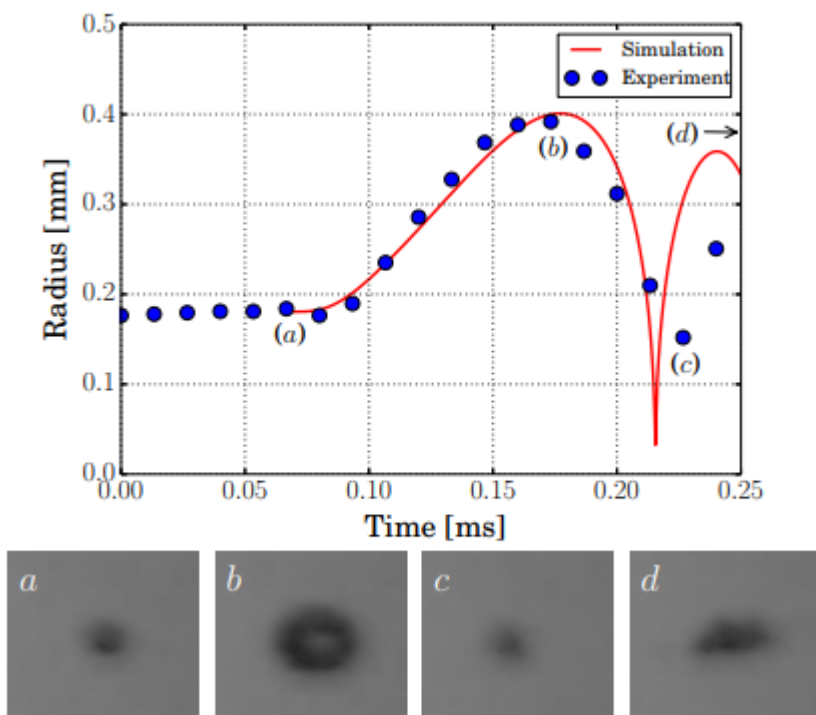 0.5
Simulation
Experiment
0.4
(d)
(b)
0.3
Radius [mm]
0.2
(a)
(c)
0.1
0.0
0.00 0.05 0.10 0.15 0.20 0.25
Time [ms]
a b c d